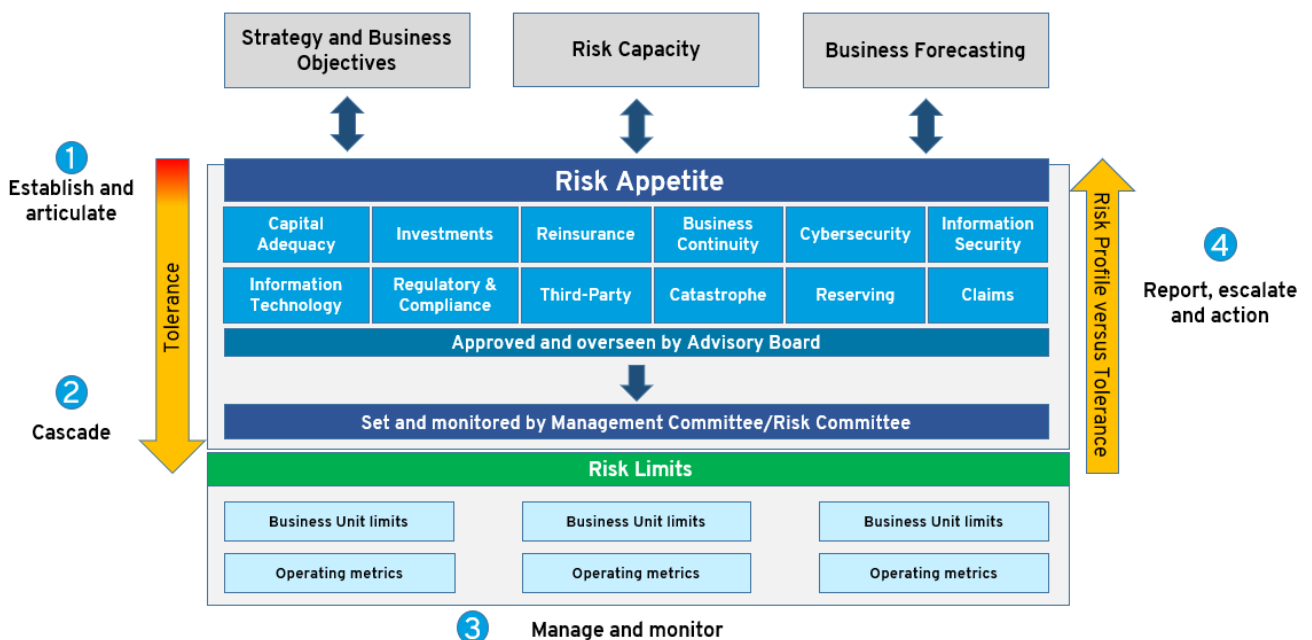 Strategy and Business
Objectives
Risk Capacity
Business Forecasting
1
Establish and
articulate
Tolerance
2
Cascade
Risk Appetite
Capital
Adequacy
Investments
Reinsurance
Business
Continuity
Cybersecurity
Information
Security
Information
Technology
Regulatory &
Compliance
Third-Party
Catastrophe
Reserving
Claims
Approved and overseen by Advisory Board
Set and monitored by Management Committee/Risk Committee
Risk Profile versus Tolerance
4
Report, escalate
and action
Risk Limits
Business Unit limits
Business Unit limits
Business Unit limits
Operating metrics
Operating metrics
Operating metrics
3
Manage and monitor